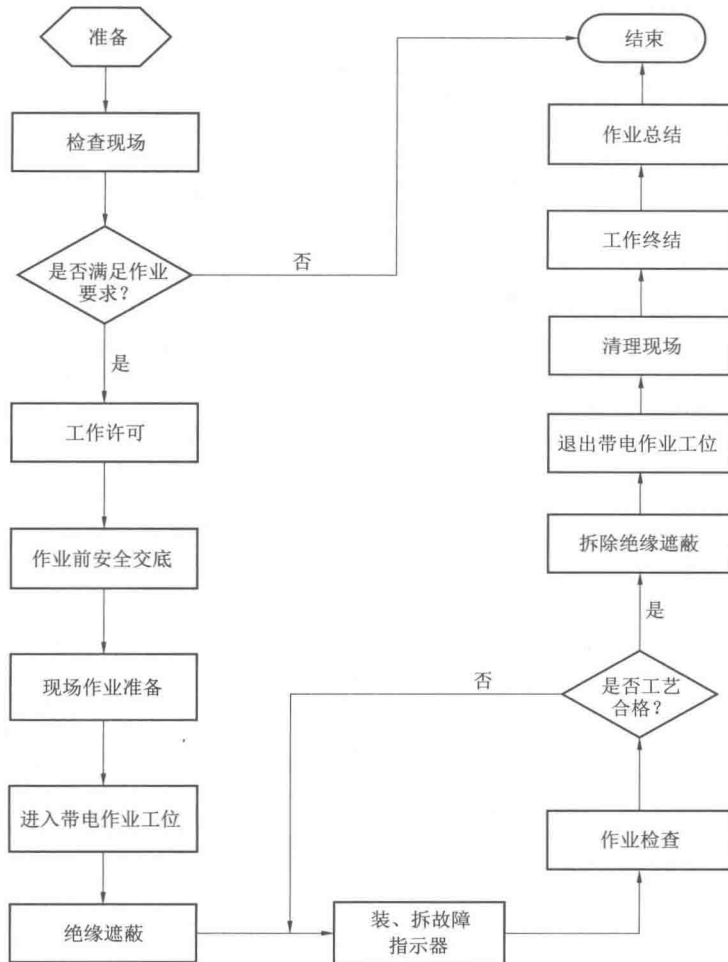 准备
检查现场
是否满足作业
要求?
否
是
工作许可
作业前安全交底
现场作业准备
进入带电作业工位
绝缘遮蔽
装、拆故障
指示器
作业检查
是否工艺
合格?
否
是
拆除绝缘遮蔽
退出带电作业工位
清理现场
工作终结
作业总结
结束